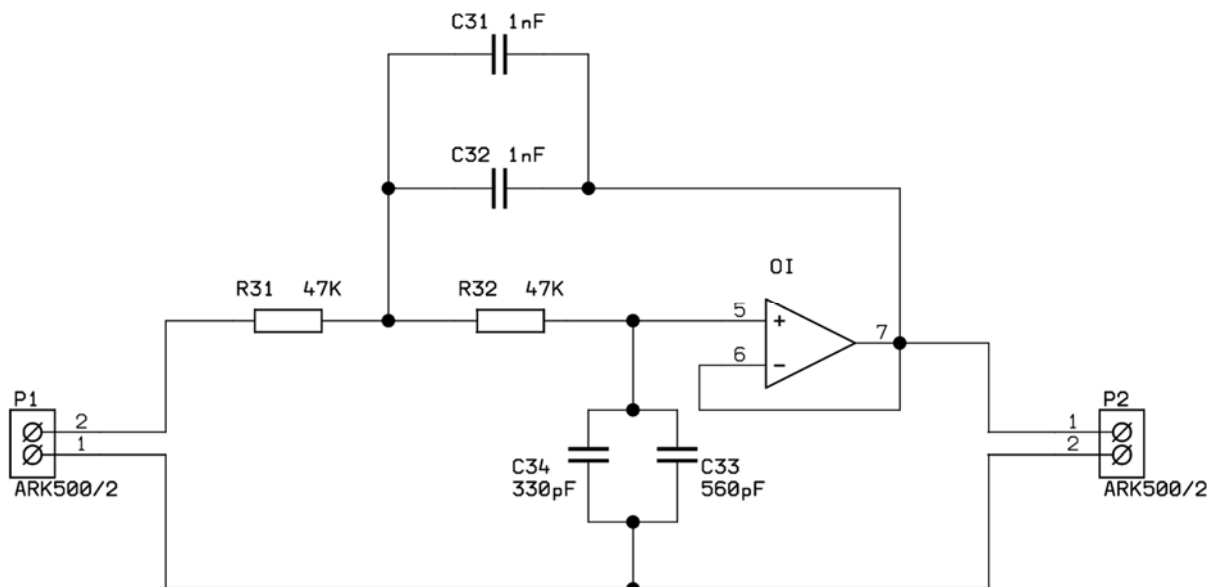 C31 1nF
C32 1nF
OI
R31 47K
R32 47K
5
+
7
6
-
P1
P2
2
1
1
2
C34
330pF
C33
560pF
ARK500/2
ARK500/2